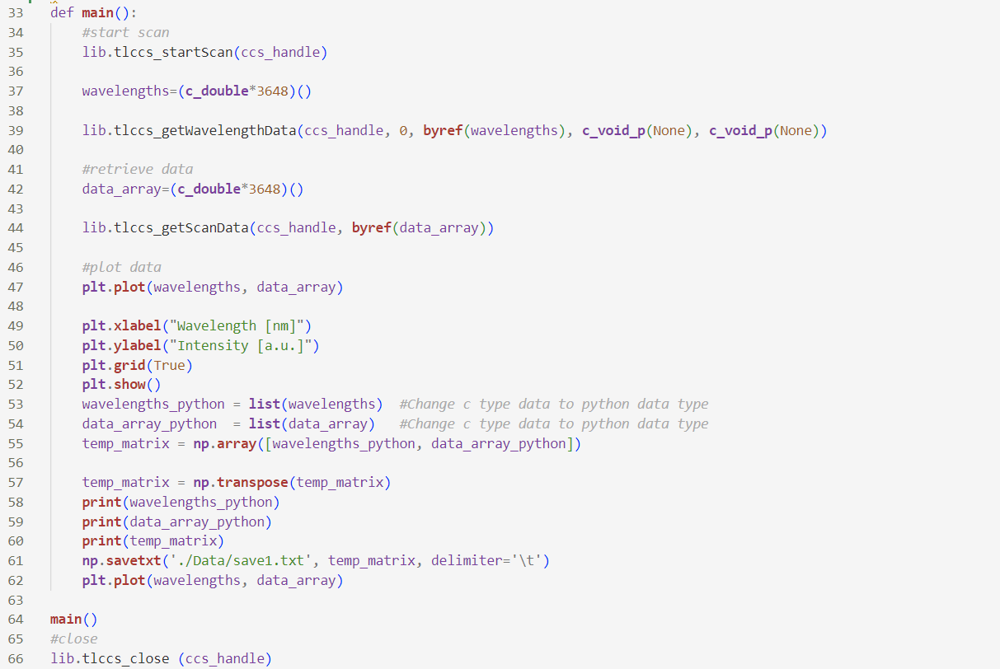 33 def main():
34 #start scan
35 lib.tlccs_startScan(ccs_handle)
36
37 wavelengths=(c_double*3648)()
38
39 lib.tlccs_getWavelengthData(ccs_handle, 0, byref(wavelengths), c_void_p(None), c_void_p(None))
40
41 #retrieve data
42 data_array=(c_double*3648)()
43
44 lib.tlccs_getScanData(ccs_handle, byref(data_array))
45
46 #plot data
47 plt.plot(wavelengths, data_array)
48
49 plt.xlabel("Wavelength [nm]")
50 plt.ylabel("Intensity [a.u.]")
51 plt.grid(True)
52 plt.show()
53 wavelengths_python = list(wavelengths)  #Change c type data to python data type
54 data_array_python  = list(data_array)   #Change c type data to python data type
55 temp_matrix = np.array([wavelengths_python, data_array_python])
56
57 temp_matrix = np.transpose(temp_matrix)
58 print(wavelengths_python)
59 print(data_array_python)
60 print(temp_matrix)
61 np.savetxt('./Data/save1.txt', temp_matrix, delimiter='\t')
62 plt.plot(wavelengths, data_array)
63
64 main()
65 #close
66 lib.tlccs_close (ccs_handle)